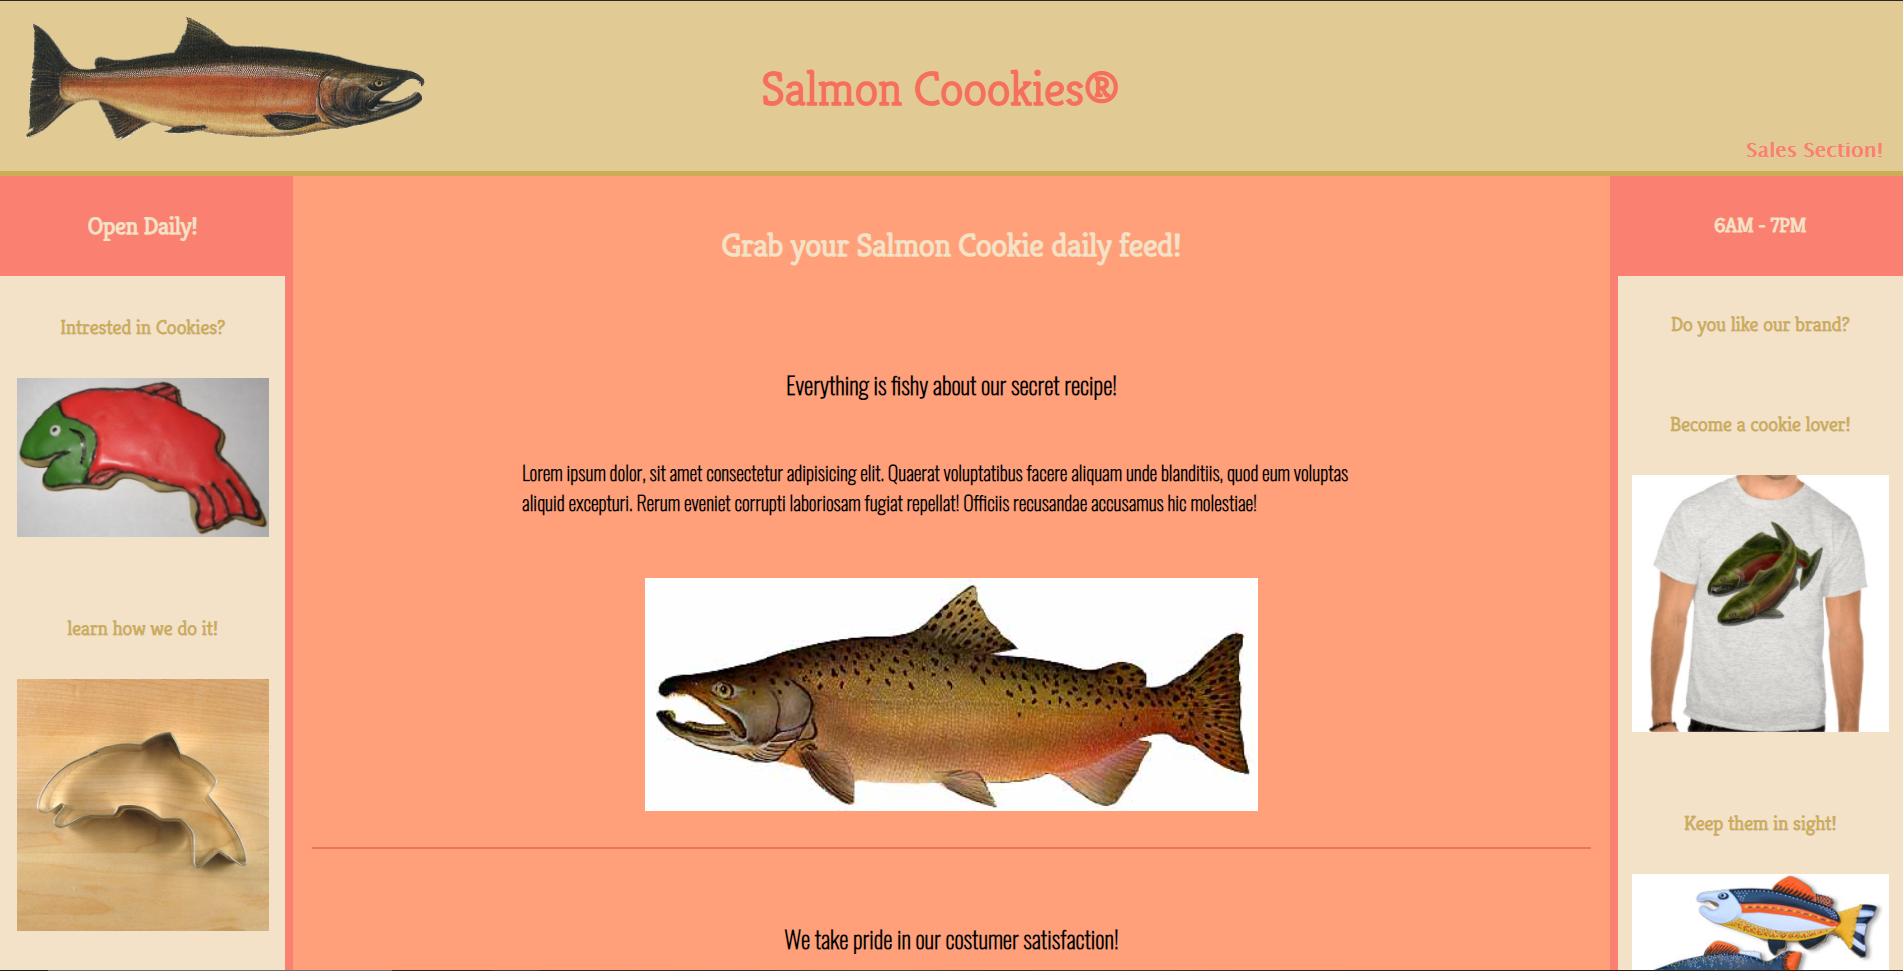 Salmon Coookies®
Sales Section!
Open Daily!
Grab your Salmon Cookie daily feed!
6AM - 7PM
Intrested in Cookies?
learn how we do it!
Everything is fishy about our secret recipe!
Lorem ipsum dolor, sit amet consectetur adipisicing elit. Quaerat voluptatibus facere aliquam unde blanditiis, quod eum voluptas
aliquid excepturi. Rerum eveniet corrupti laboriosam fugiat repellat! Officiis recusandae accusamus hic molestiae!
We take pride in our costumer satisfaction!
Do you like our brand?
Become a cookie lover!
Keep them in sight!